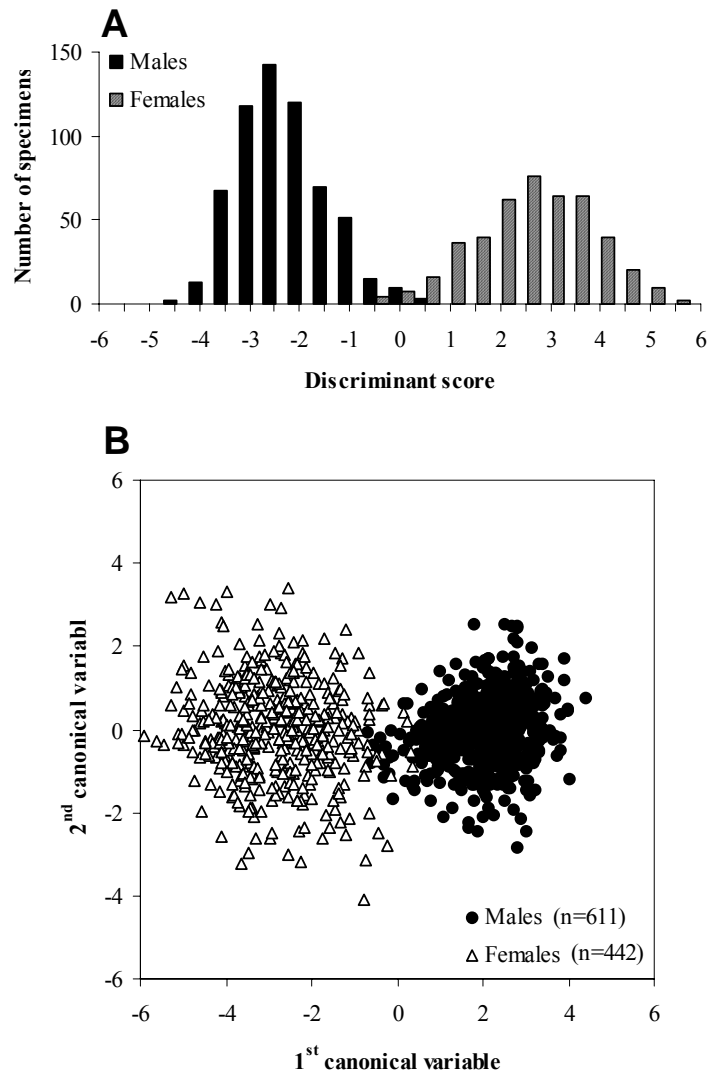 A
150
100
50
0
Number of specimens
Males
Females
-6 -5 -4 -3 -2 -1 0 1 2 3 4 5 6
Discriminant score
B
6
4
2
0
-2
-4
-6
2nd canonical variabl
Males (n=611)
Females (n=442)
-6 -4 -2 0 2 4 6
1st canonical variable